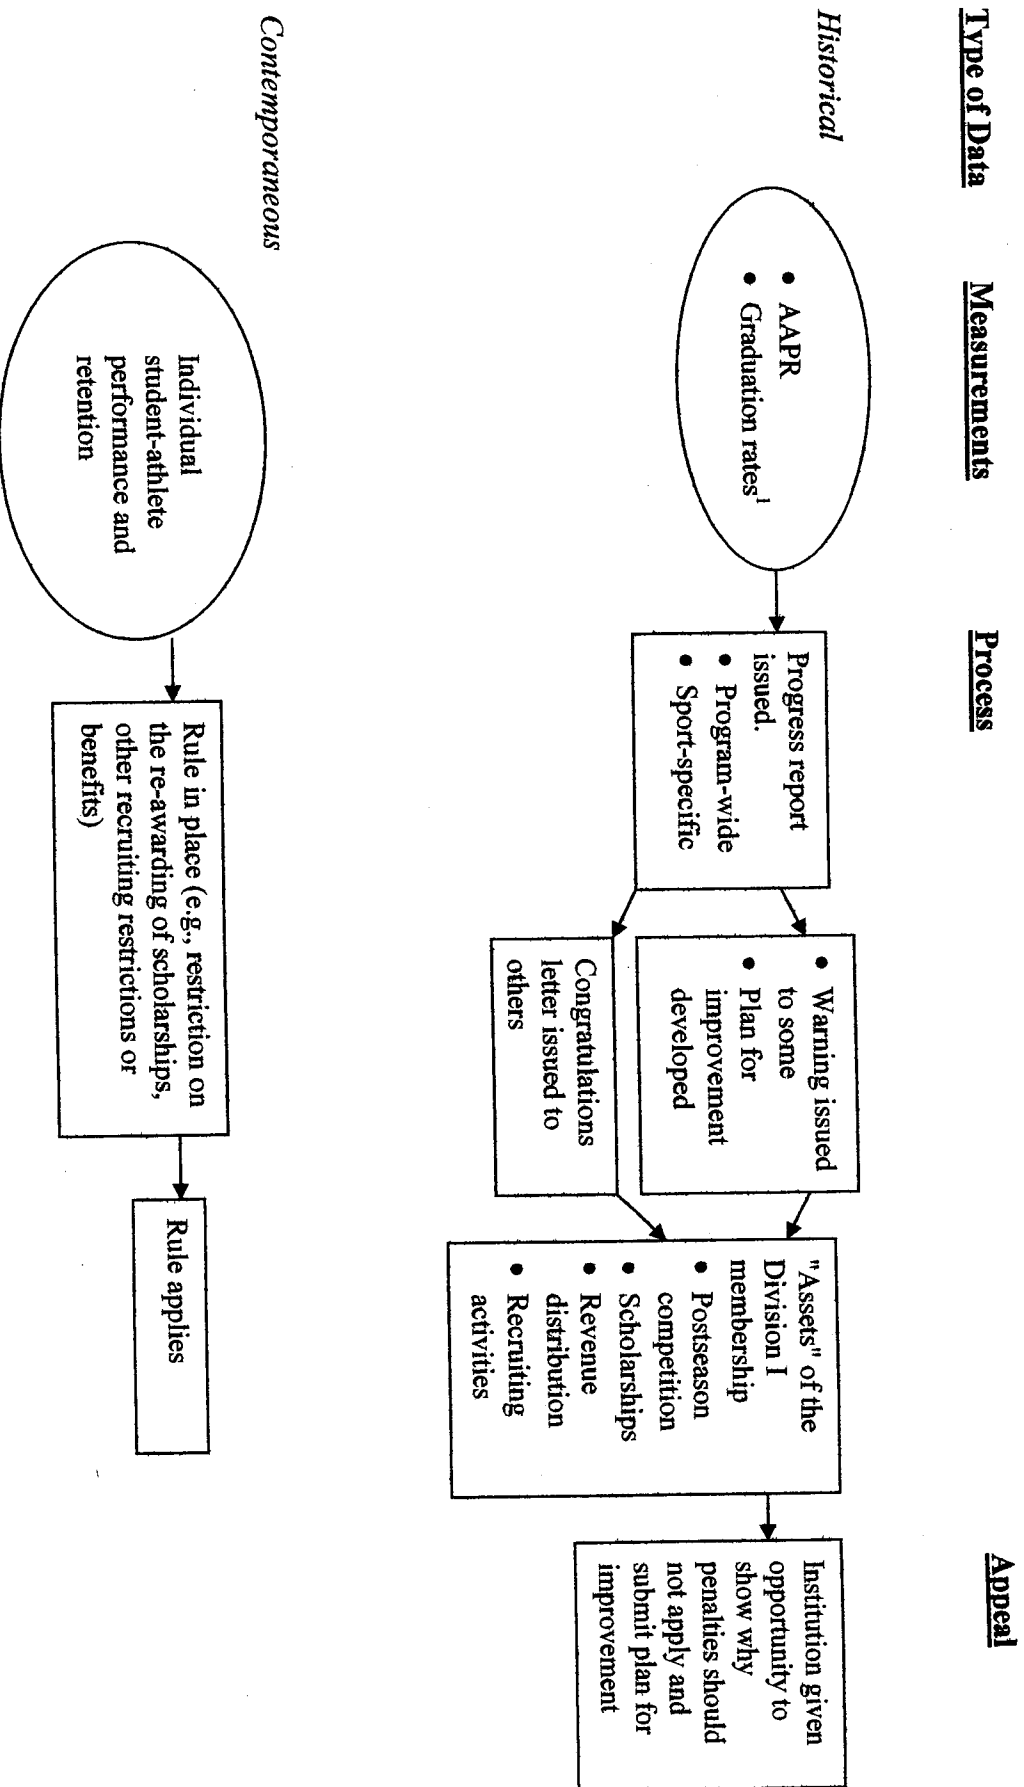 Type of Data
Measurements
Process
Appeal
Historical
• AAPR
• Graduation rates¹
Progress report
issued.
• Program-wide
• Sport-specific
• Warning issued
to some
• Plan for
improvement
developed
Congratulations
letter issued to
others
"Assets" of the
Division I
membership
• Postseason
competition
• Scholarships
• Revenue
distribution
• Recruiting
activities
Institution given
opportunity to
show why
penalties should
not apply and
submit plan for
improvement
Contemporaneous
Individual
student-athlete
performance and
retention
Rule in place (e.g., restriction on
the re-awarding of scholarships,
other recruiting restrictions or
benefits)
Rule applies